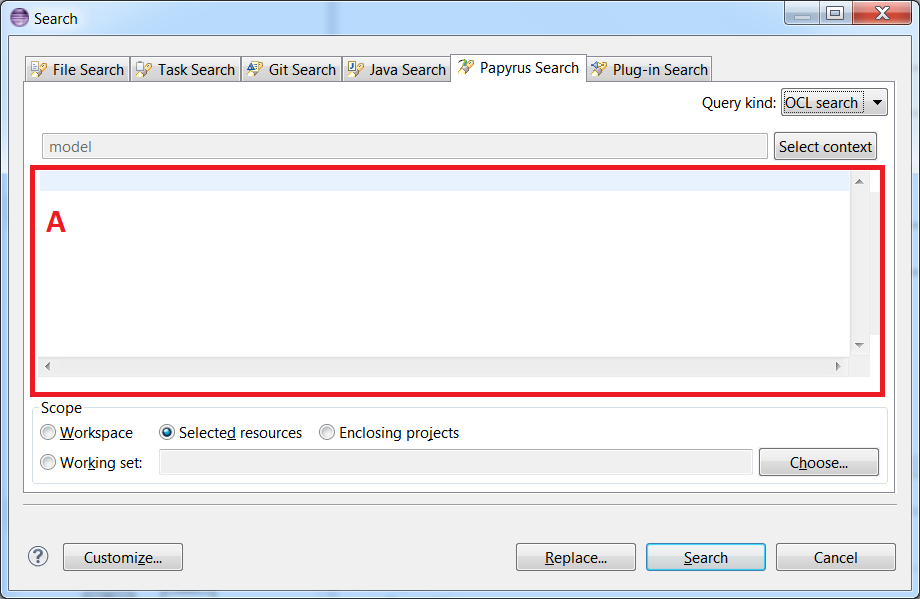 Search
File Search Task Search Git Search Java Search Papyrus Search Plug-in Search
Query kind: OCL search
model Select context
A
Scope
Workspace Selected resources Enclosing projects
Working set: Choose...
? Customize... Replace... Search Cancel